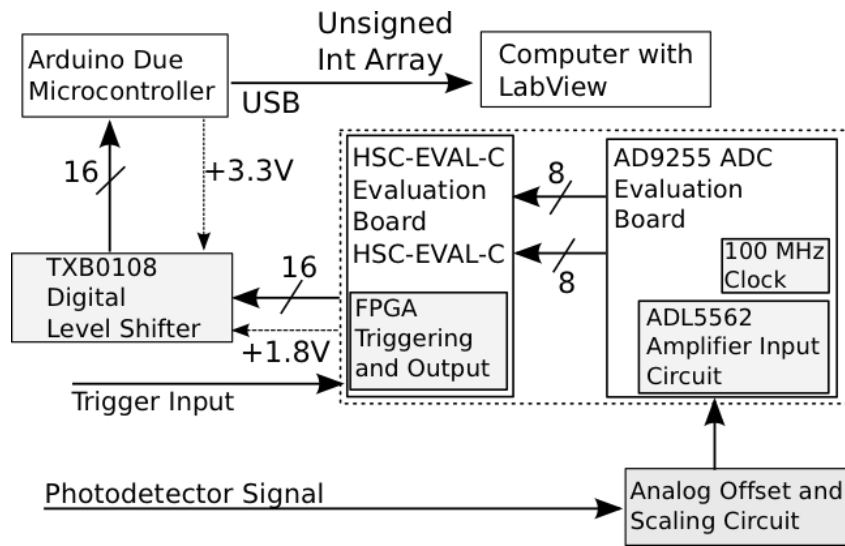 Unsigned
Int Array
Arduino Due
Microcontroller
USB
Computer with
LabView
16
+3.3V
HSC-EVAL-C
Evaluation
Board
HSC-EVAL-C
8
8
AD9255 ADC
Evaluation
Board
100 MHz
Clock
TXB0108
Digital
Level Shifter
16
+1.8V
FPGA
Triggering
and Output
ADL5562
Amplifier Input
Circuit
Trigger Input
Photodetector Signal
Analog Offset and
Scaling Circuit